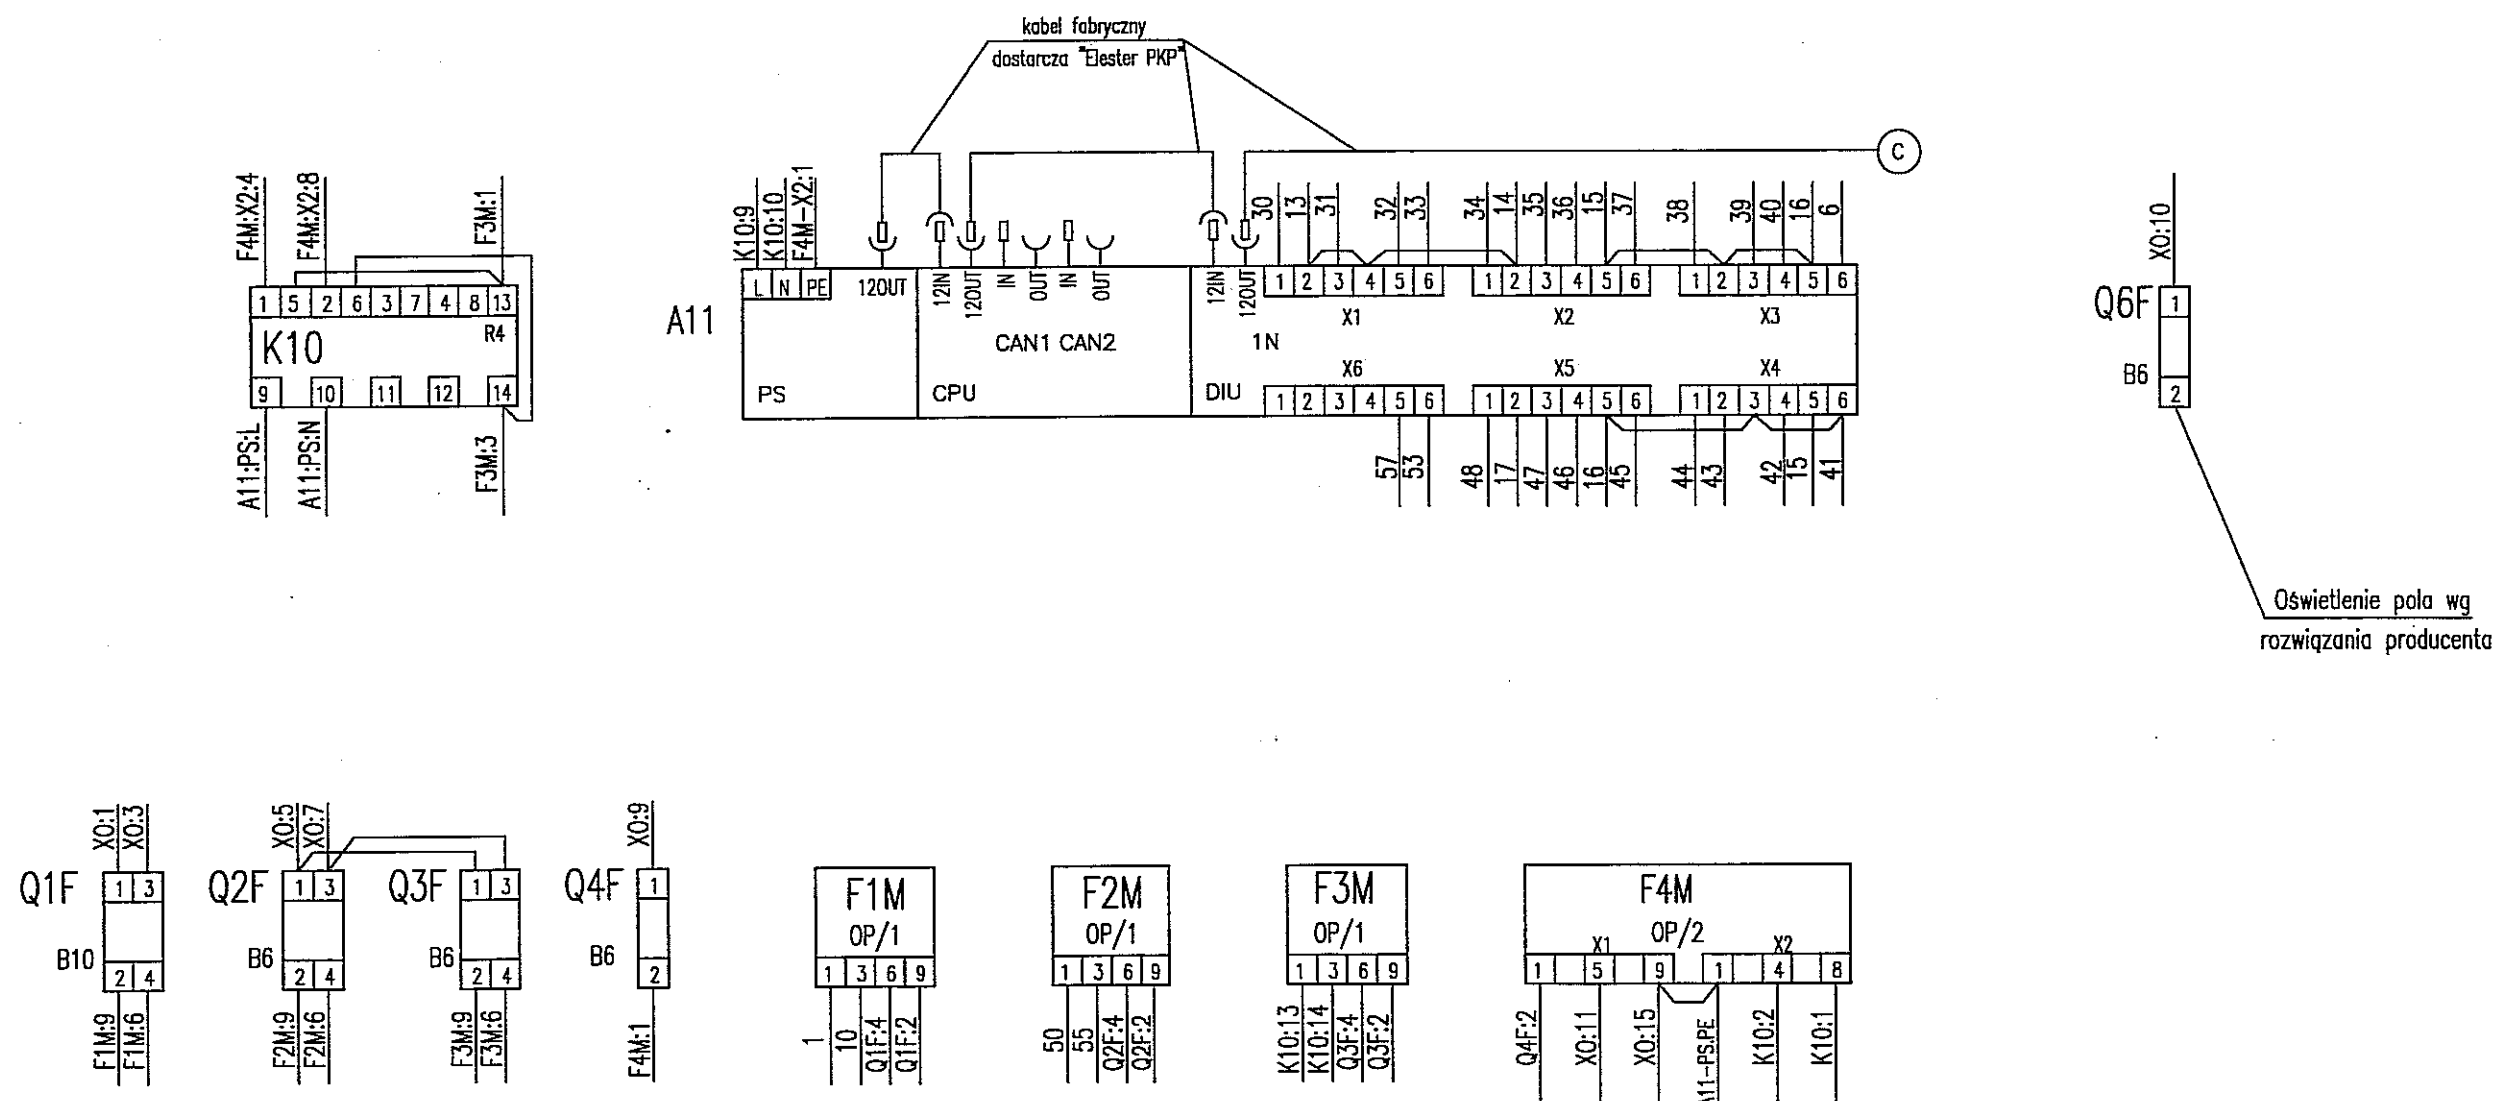 kabel fabryczny
dostarcza "Elester PKP"
C
F4M:X2:4
F4M:X2:8
F3M:1
1 5 2 6 3 7 4 8 13
K10
R4
9 10 11 12 14
A11:PS:L
A11:PS:N
F3M:3
A11
K10:9
K10:10
F4M-X2:1
L N PE
12OUT
12IN
12OUT
IN
OUT
IN
OUT
CAN1 CAN2
PS
CPU
12IN
12OUT
30 13 31 32 33 34 14 35 36 15 37 38 39 40 16 6
1 2 3 4 5 6
1 2 3 4 5 6
1 2 3 4 5 6
X1 X2 X3
1N
X6 X5 X4
DIU
1 2 3 4 5 6
1 2 3 4 5 6
1 2 3 4 5 6
57 53 48 17 47 46 16 45 44 43 42 15 41
X0:10
Q6F
1
B6
2
Oświetlenie pola wg
rozwiązania producenta
X0:1
X0:3
Q1F
1 3
B10
2 4
F1M:9
F1M:6
X0:5
X0:7
Q2F
1 3
B6
2 4
F2M:9
F2M:6
Q3F
1 3
B6
2 4
F3M:9
F3M:6
X0:9
Q4F
1
B6
2
F4M:1
F1M
OP/1
1 3 6 9
1
10
Q1F:4
Q1F:2
F2M
OP/1
1 3 6 9
50
55
Q2F:4
Q2F:2
F3M
OP/1
1 3 6 9
K10:13
K10:14
Q3F:4
Q3F:2
F4M
OP/2
X1 X2
1 5 9 1 4 8
Q4F:2
X0:11
X0:15
A11-PS.PE
K10:2
K10:1